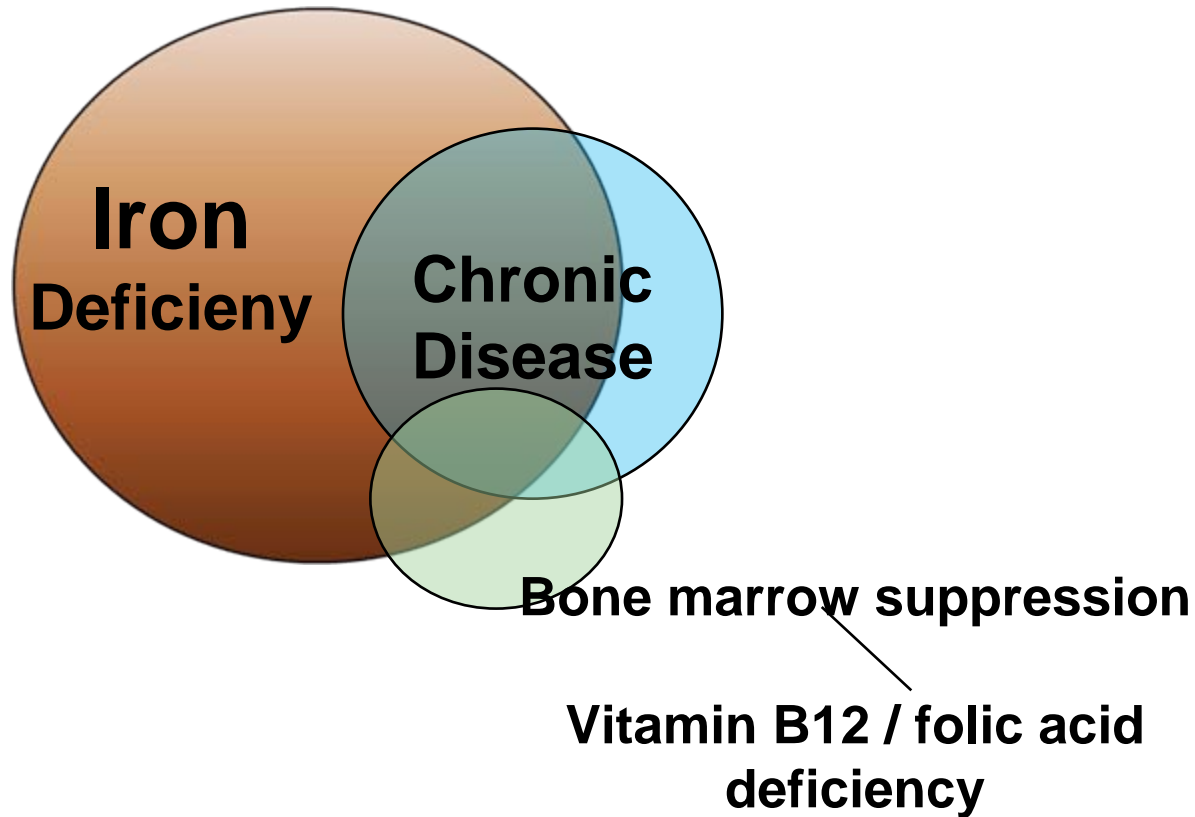 Iron
Deficieny
Chronic
Disease
Bone marrow suppression
Vitamin B12 / folic acid
deficiency